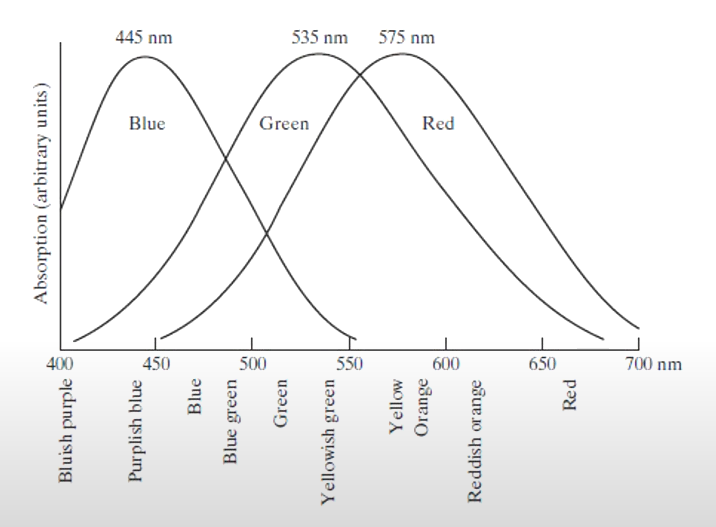 445 nm
535 nm
575 nm
Blue
Green
Red
Absorption (arbitrary units)
400
450
500
550
600
650
700 nm
Bluish purple
Purplish blue
Blue
Blue green
Green
Yellowish green
Yellow
Orange
Reddish orange
Red